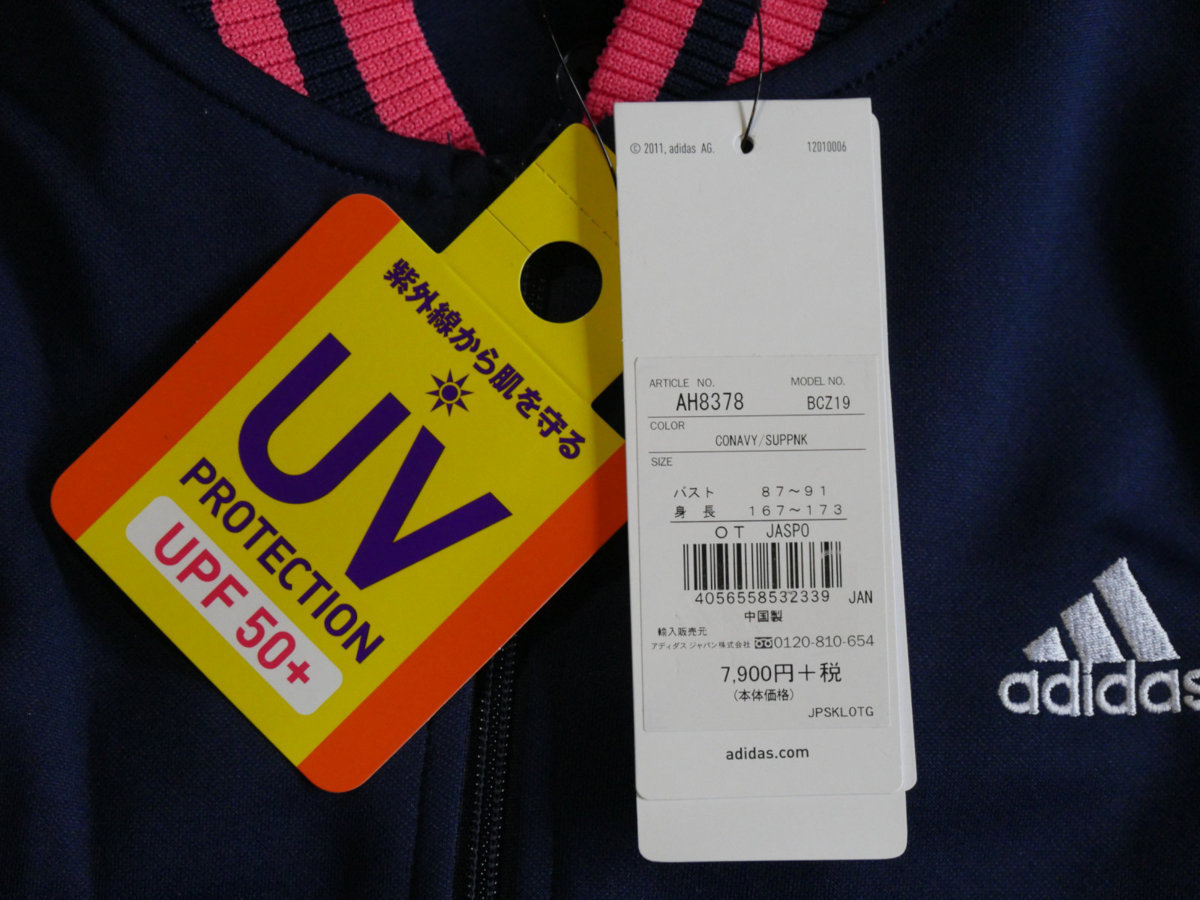 紫外線から肌を守る
UV
PROTECTION
UPF 50+
© 2011, adidas AG.
12010006
ARTICLE NO.
MODEL NO.
AH8378
BCZ19
COLOR
CONAVY/SUPPNK
SIZE
バスト 87～91
身長 167～173
OT JASPO
4056558532339 JAN
中国製
輸入販売元
アディダス ジャパン株式会社 0120-810-654
7,900円+税
(本体価格)
JPSKLOTG
adidas.com
adidas